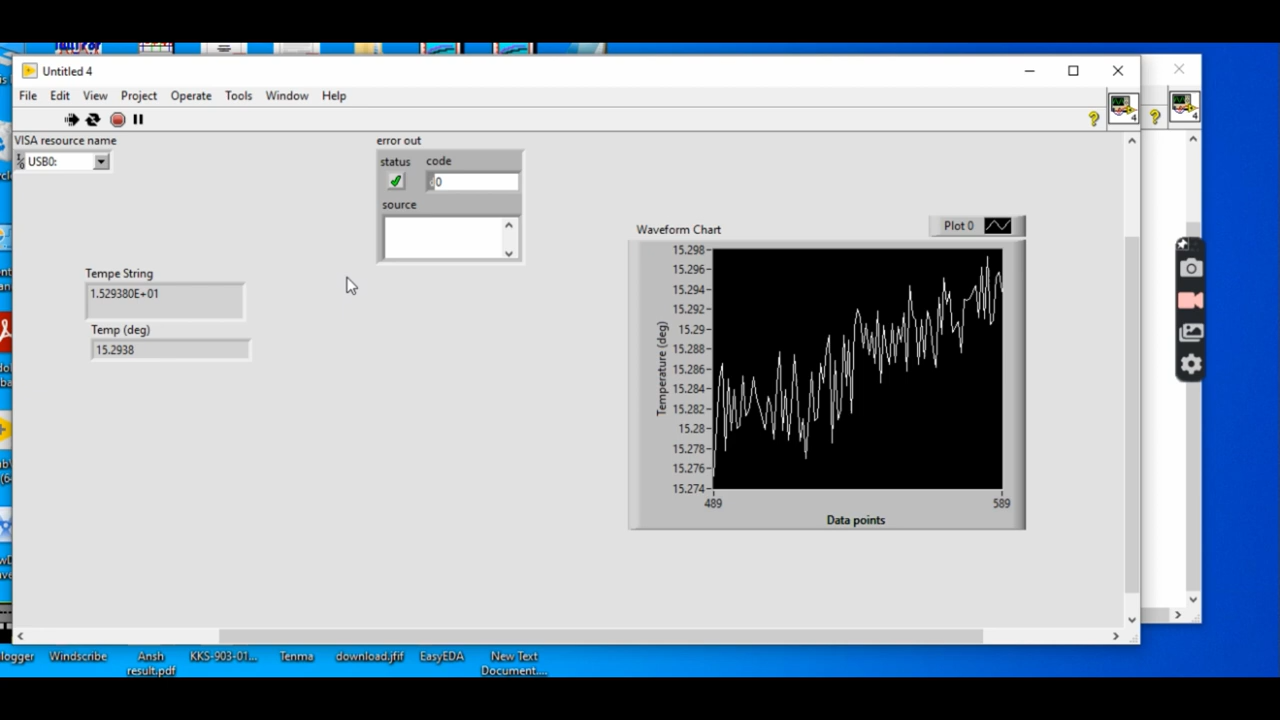 Untitled 4
File Edit View Project Operate Tools Window Help
4
4
VISA resource name
USB0:
error out
status code
0
source
Tempe String
1.529380E+01
Temp (deg)
15.2938
Waveform Chart
Plot 0
Temperature (deg)
15.298
15.296
15.294
15.292
15.29
15.288
15.286
15.284
15.282
15.28
15.278
15.276
15.274
489 589
Data points
logger Windscribe Ansh KKS-903-01... Tenma download.jfif EasyEDA New Text
result.pdf Document....